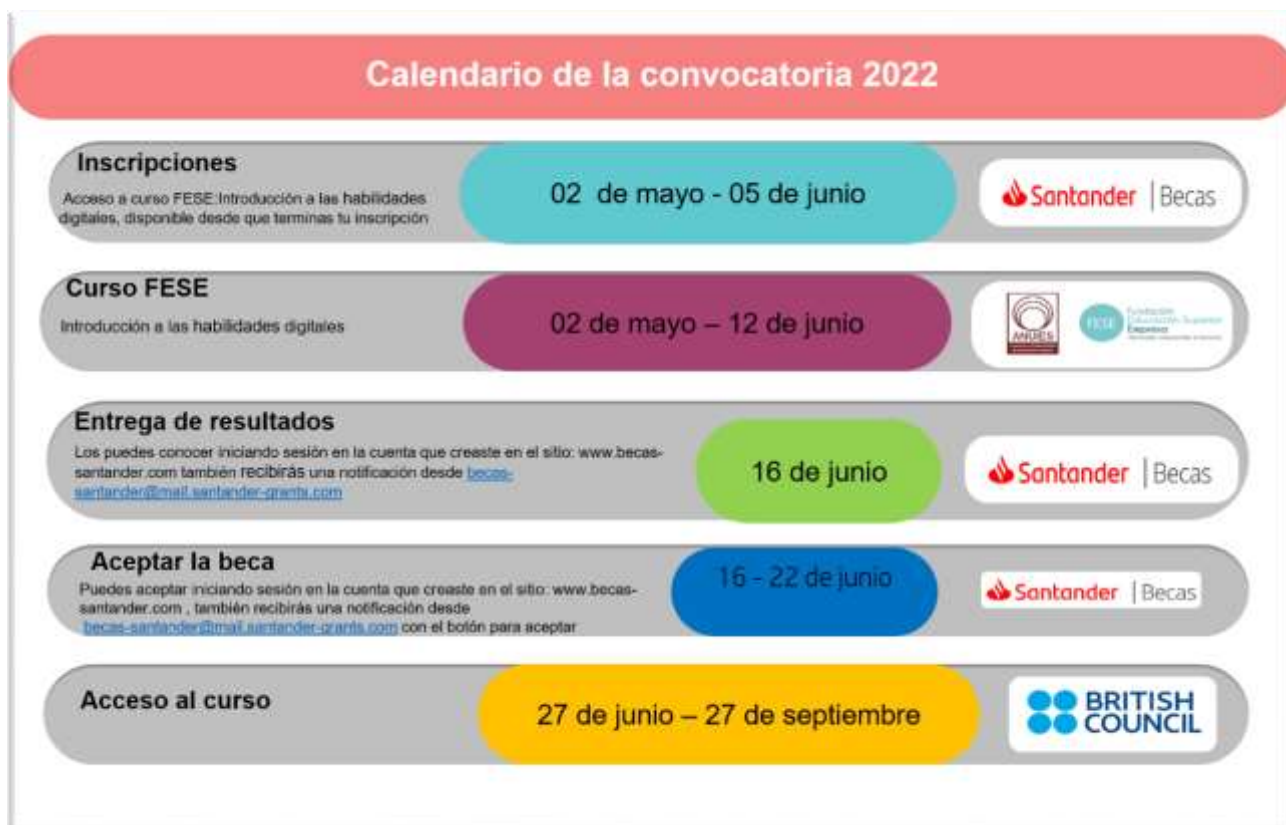 Calendario de la convocatoria 2022
Inscripciones
Acceso a curso FESE:Introducción a las habilidades
digitales, disponible desde que terminas tu inscripción
02 de mayo - 05 de junio
Santander | Becas
Curso FESE
Introducción a las habilidades digitales
02 de mayo – 12 de junio
ANUIES
FESE
Fundación
Educación Superior
Empresa
Entrega de resultados
Los puedes conocer iniciando sesión en la cuenta que creaste en el sitio: www.becas-
santander.com también recibirás una notificación desde becas-
santander@mail.santander-grants.com
16 de junio
Santander | Becas
Aceptar la beca
Puedes aceptar iniciando sesión en la cuenta que creaste en el sitio: www.becas-
santander.com , también recibirás una notificación desde
becas-santander@mail.santander-grants.com con el botón para aceptar
16 - 22 de junio
Santander | Becas
Acceso al curso
27 de junio – 27 de septiembre
BRITISH
COUNCIL